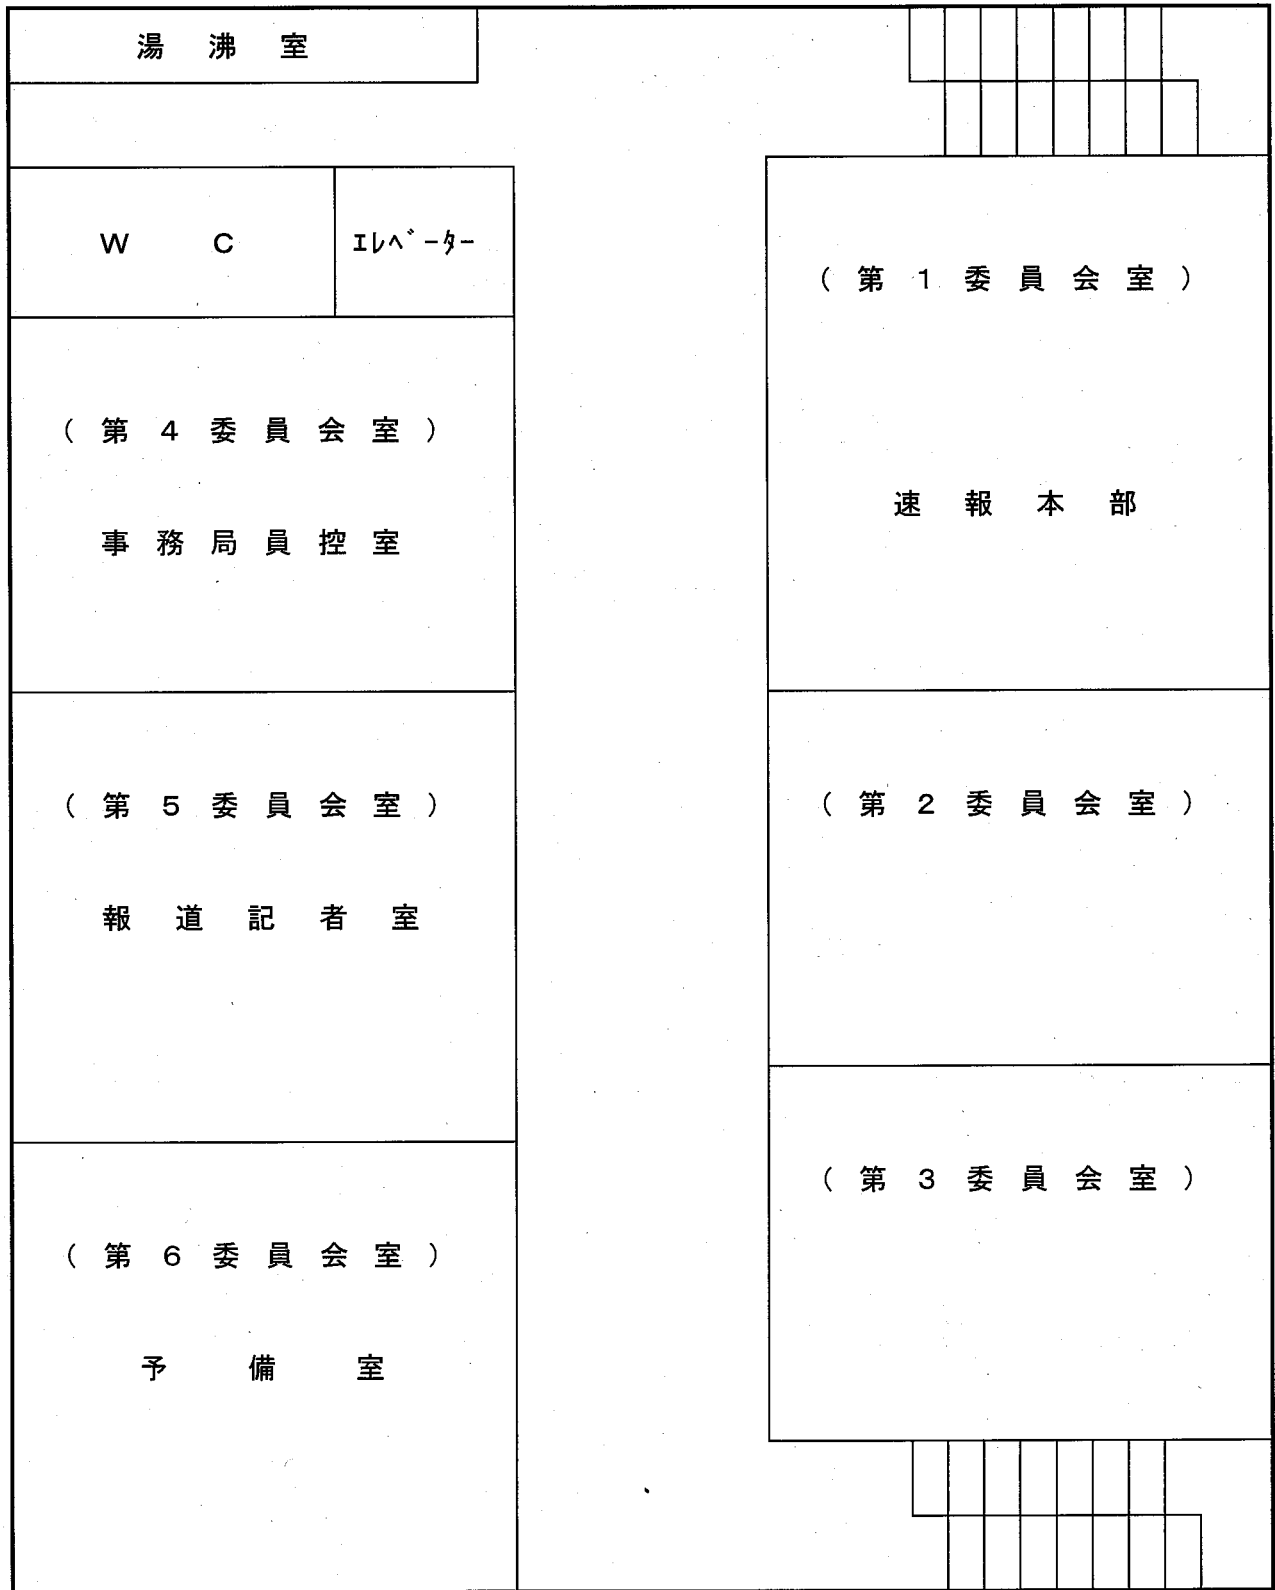 湯沸室
WC
ｴﾚﾍﾞｰﾀｰ
(第4委員会室)
事務局員控室
(第5委員会室)
報道記者室
(第6委員会室)
予備室
(第1委員会室)
速報本部
(第2委員会室)
(第3委員会室)